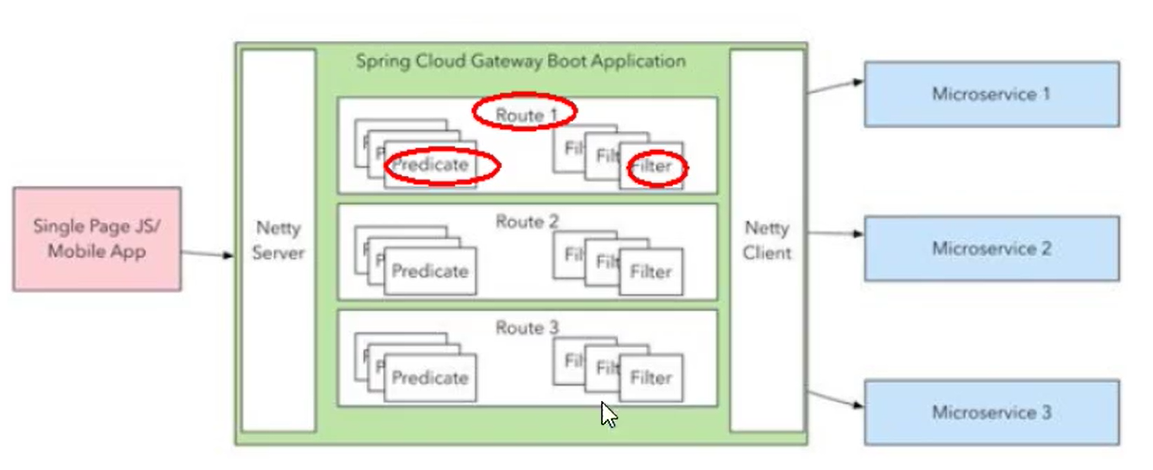 Spring Cloud Gateway Boot Application
Single Page JS/
Mobile App
Netty
Server
Route 1
P
P
Predicate
Fil
Filt
Filter
Route 2
P
Predicate
Fil
Filt
Filter
Route 3
P
Predicate
Fil
Filt
Filter
Netty
Client
Microservice 1
Microservice 2
Microservice 3